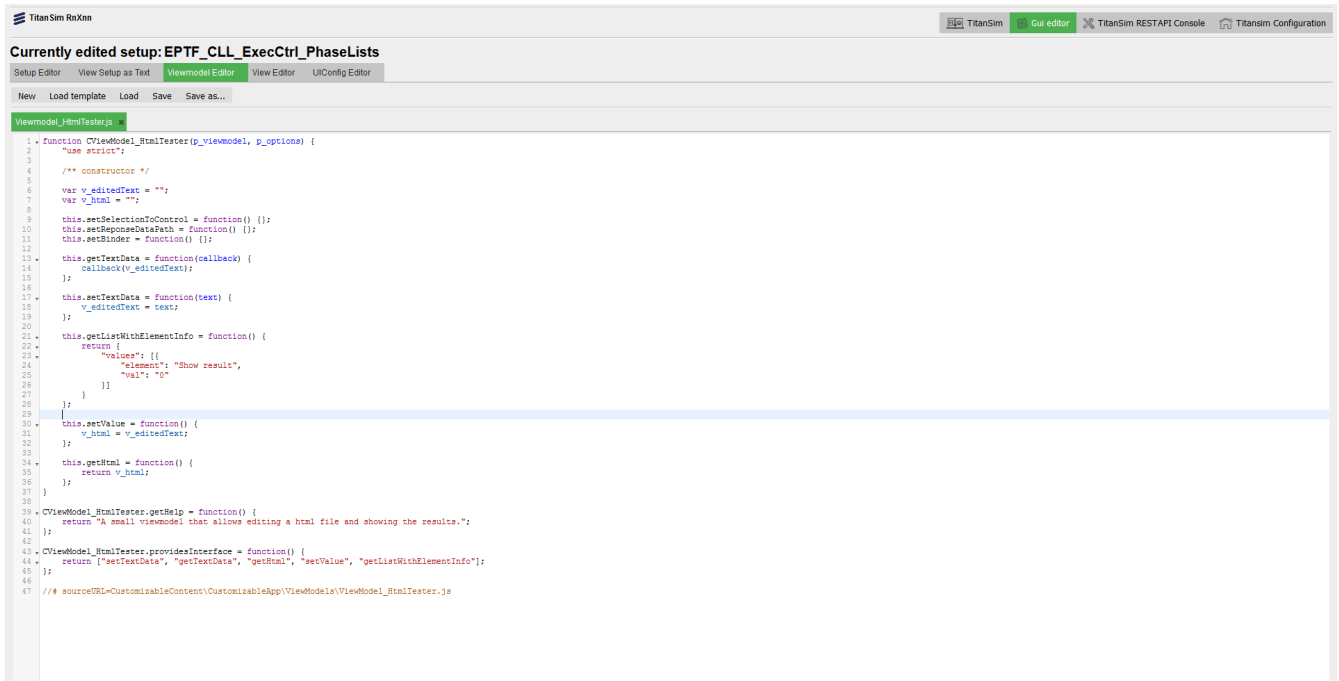 TitanSim RnXnn
TitanSim Gui editor TitanSim RESTAPI Console Titansim Configuration
Currently edited setup: EPTF_CLL_ExecCtrl_PhaseLists
Setup Editor View Setup as Text Viewmodel Editor View Editor UIConfig Editor
New Load template Load Save Save as...
Viewmodel_HtmlTester.js ×
1 function CViewModel_HtmlTester(p_viewmodel, p_options) {
2     "use strict";
3
4     /** constructor */
5
6     var v_editedText = "";
7     var v_html = "";
8
9     this.setSelectionToControl = function() {};
10     this.setReponseDataPath = function() {};
11     this.setBinder = function() {};
12
13     this.getTextData = function(callback) {
14         callback(v_editedText);
15     };
16
17     this.setTextData = function(text) {
18         v_editedText = text;
19     };
20
21     this.getListWithElementInfo = function() {
22         return {
23             "values": [{
24                 "element": "Show result",
25                 "val": "0"
26             }]
27         }
28     };
29
30     this.setValue = function() {
31         v_html = v_editedText;
32     };
33
34     this.getHtml = function() {
35         return v_html;
36     };
37 }
38
39 CViewModel_HtmlTester.getHelp = function() {
40     return "A small viewmodel that allows editing a html file and showing the results.";
41 };
42
43 CViewModel_HtmlTester.providesInterface = function() {
44     return ["setTextData", "getTextData", "getHtml", "setValue", "getListWithElementInfo"];
45 };
46
47 //# sourceURL=CustomizableContent\CustomizableApp\ViewModels\ViewModel_HtmlTester.js